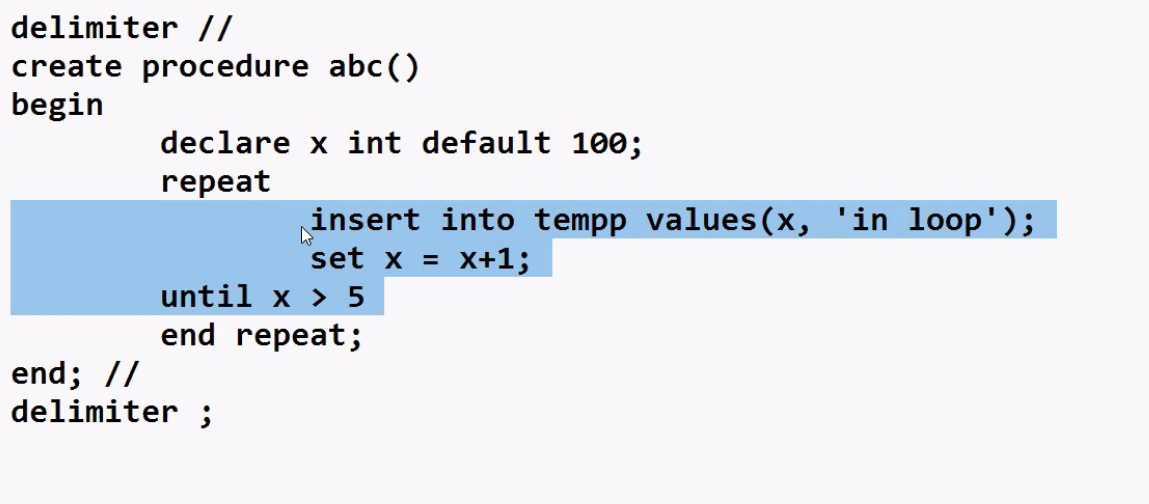 delimiter //
create procedure abc()
begin
declare x int default 100;
repeat
insert into tempp values(x, 'in loop');
set x = x+1;
until x > 5
end repeat;
end; //
delimiter ;